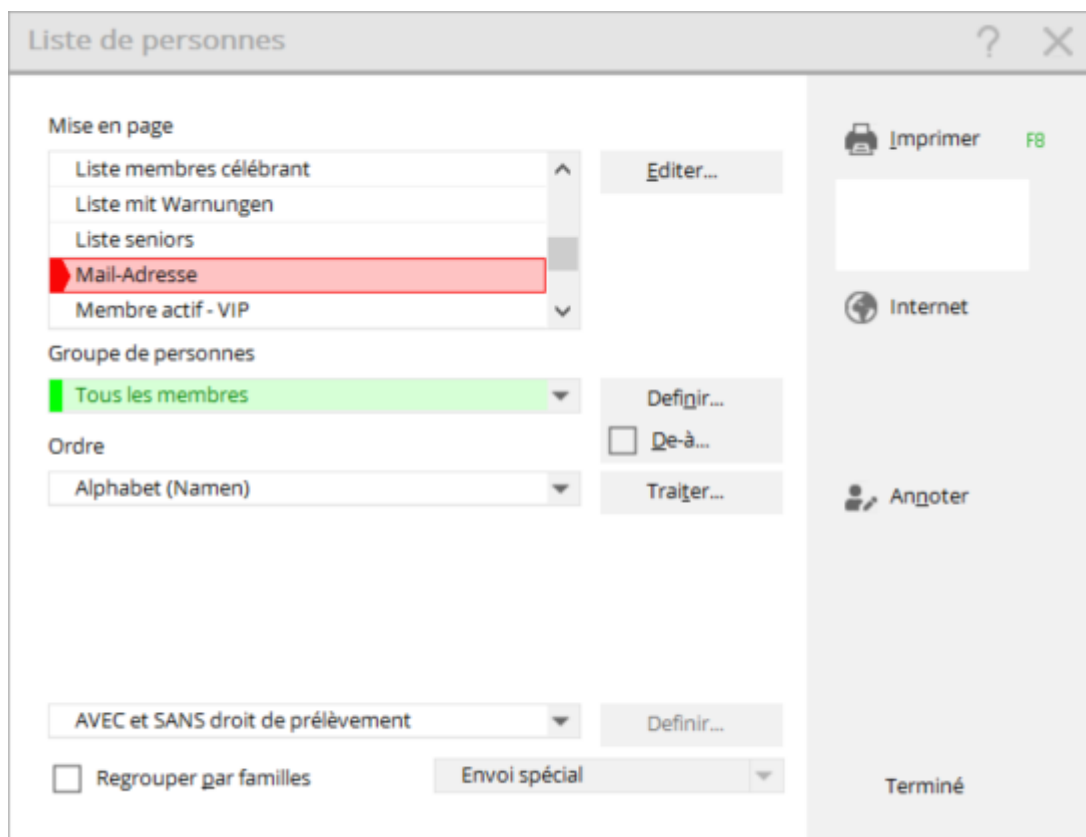 Liste de personnes ?
Mise en page
Liste membres célébrant
Liste mit Warnungen
Liste seniors
Mail-Adresse
Membre actif - VIP
Editer...
Groupe de personnes
Tous les membres
Definir...
De-à...
Ordre
Alphabet (Namen)
Traiter...
AVEC et SANS droit de prélèvement
Definir...
Regrouper par familles
Envoi spécial
Imprimer F8
Internet
Annoter
Terminé